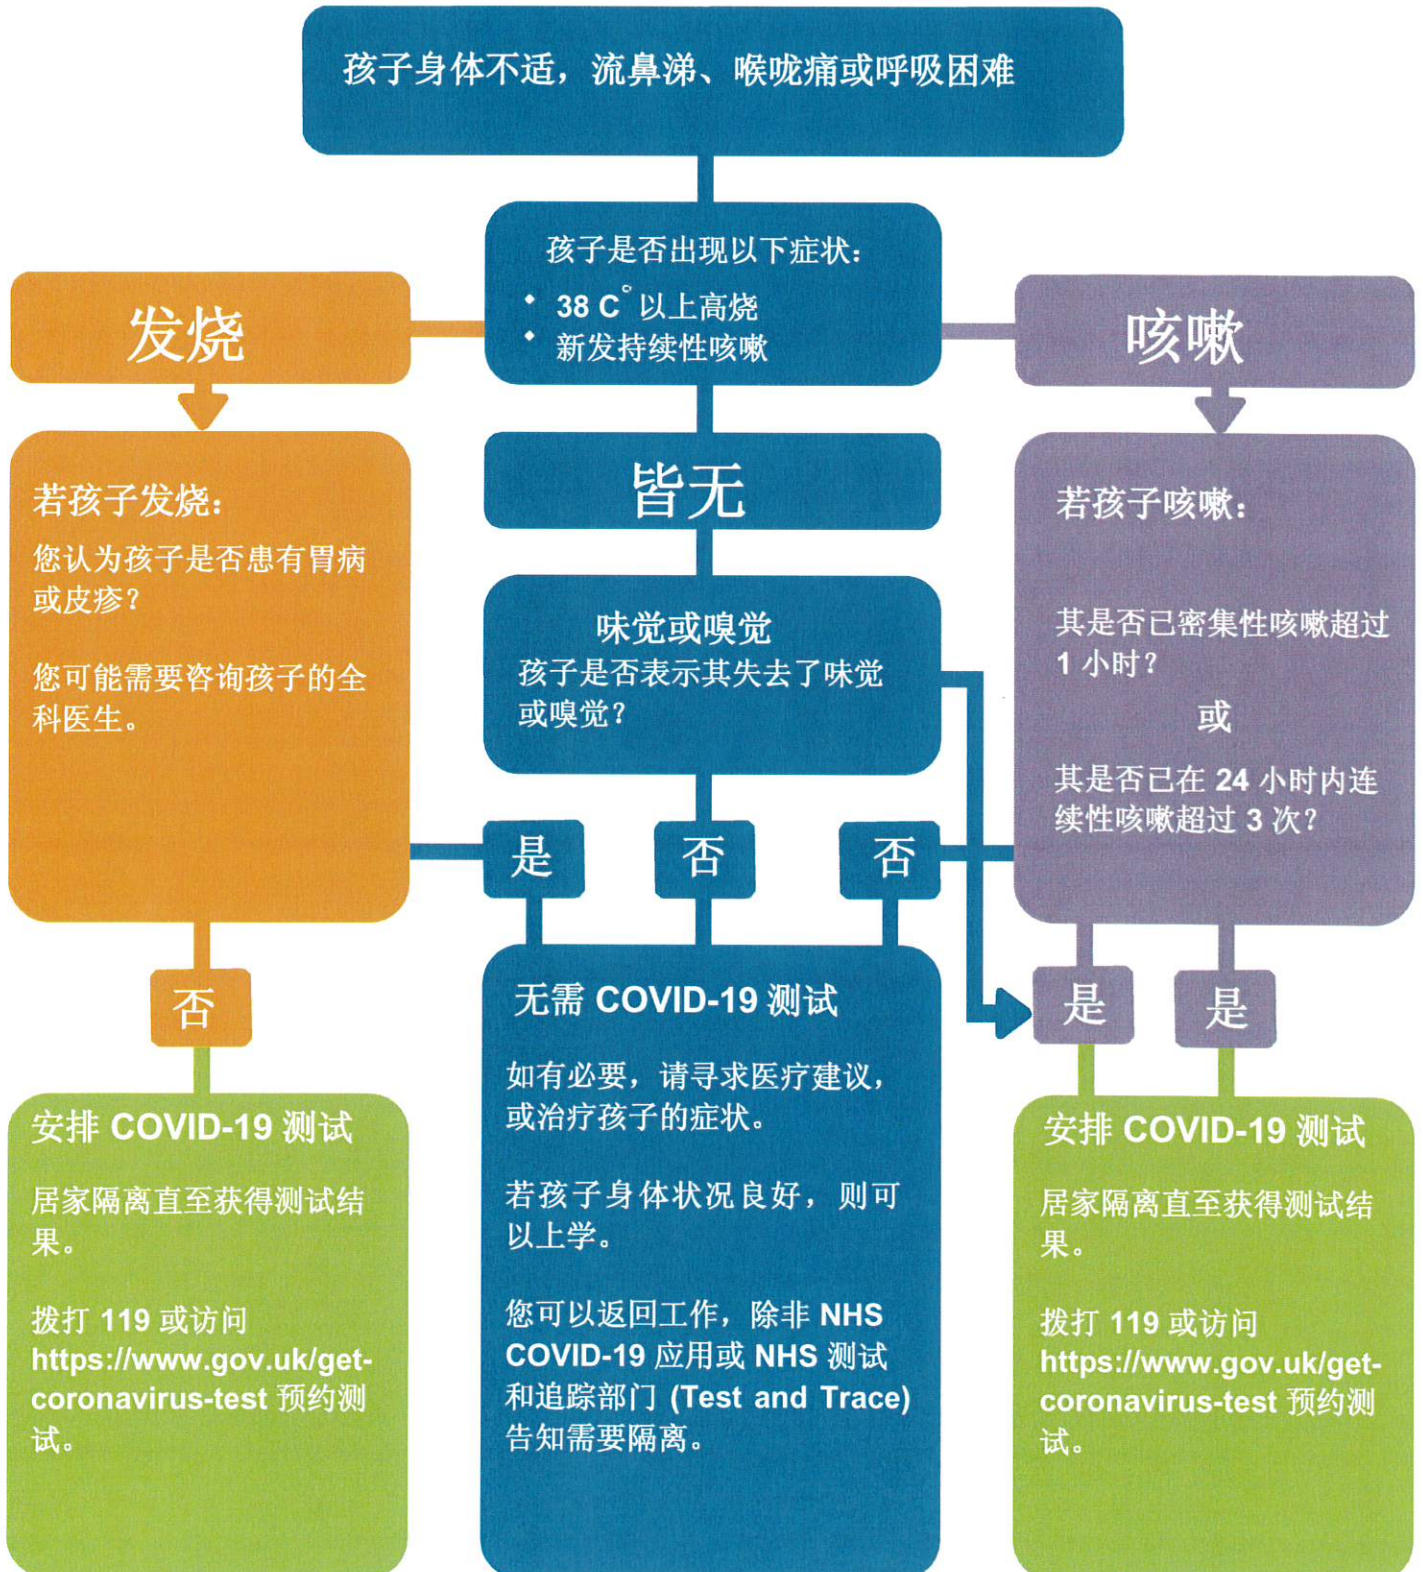 孩子身体不适，流鼻涕、喉咙痛或呼吸困难
孩子是否出现以下症状：
• 38 C° 以上高烧
• 新发持续性咳嗽
发烧
咳嗽
若孩子发烧：
您认为孩子是否患有胃病
或皮疹？
您可能需要咨询孩子的全
科医生。
皆无
味觉或嗅觉
孩子是否表示其失去了味觉
或嗅觉？
若孩子咳嗽：
其是否已密集性咳嗽超过
1 小时？
或
其是否已在 24 小时内连
续性咳嗽超过 3 次？
是
否
否
否
是
是
安排 COVID-19 测试
居家隔离直至获得测试结
果。
拨打 119 或访问
https://www.gov.uk/get-
coronavirus-test 预约测
试。
无需 COVID-19 测试
如有必要，请寻求医疗建议，
或治疗孩子的症状。
若孩子身体状况良好，则可
以上学。
您可以返回工作，除非 NHS
COVID-19 应用或 NHS 测试
和追踪部门 (Test and Trace)
告知需要隔离。
安排 COVID-19 测试
居家隔离直至获得测试结
果。
拨打 119 或访问
https://www.gov.uk/get-
coronavirus-test 预约测
试。